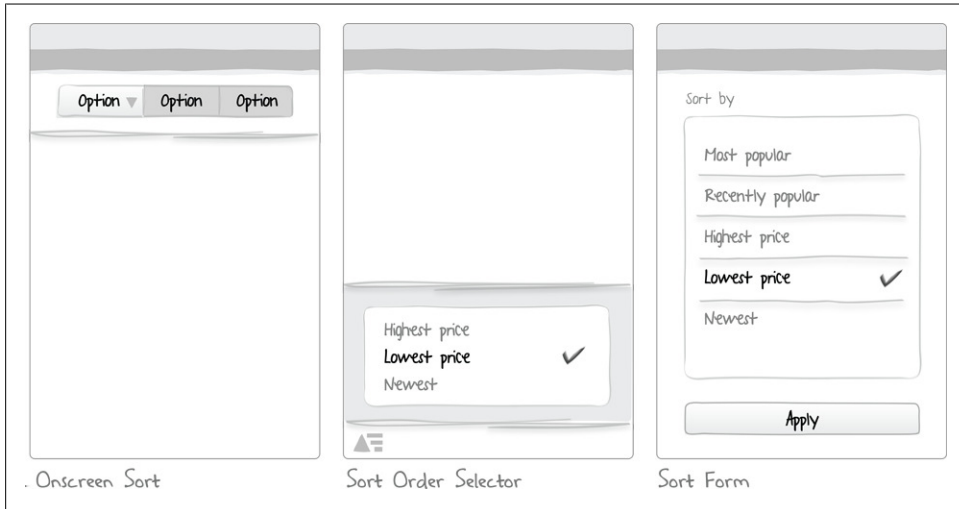 Option Option Option
. Onscreen Sort
Highest price
Lowest price
Newest
Sort Order Selector
Sort by
Most popular
Recently popular
Highest price
Lowest price
Newest
Apply
Sort Form